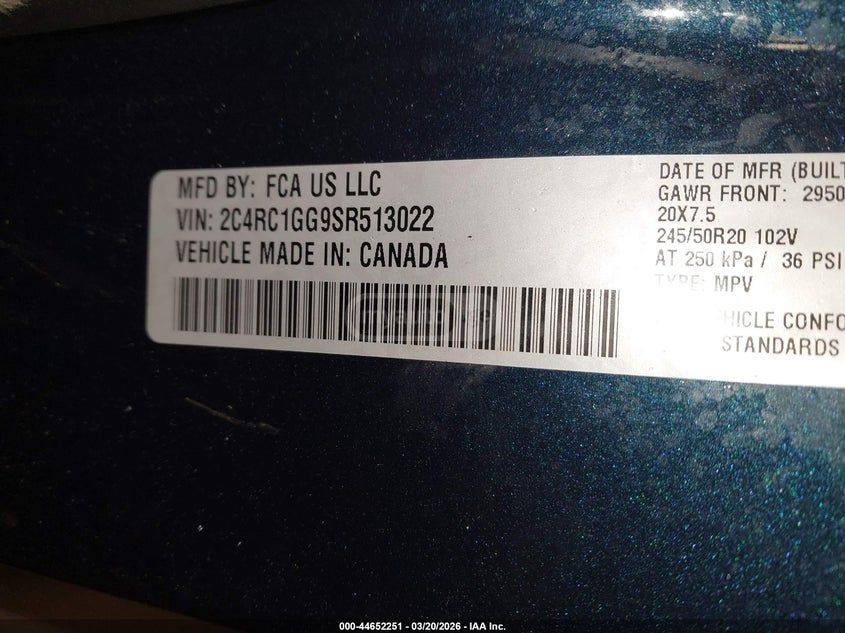 MFD BY: FCA US LLC
VIN: 2C4RC1GG9SR513022
VEHICLE MADE IN: CANADA
DATE OF MFR (BUILT
GAWR FRONT: 2950
20X7.5
245/50R20 102V
AT 250 kPa / 36 PSI
TYPE: MPV
HICLE CONFO
STANDARDS
000-44652251 - 03/20/2026 - IAA Inc.